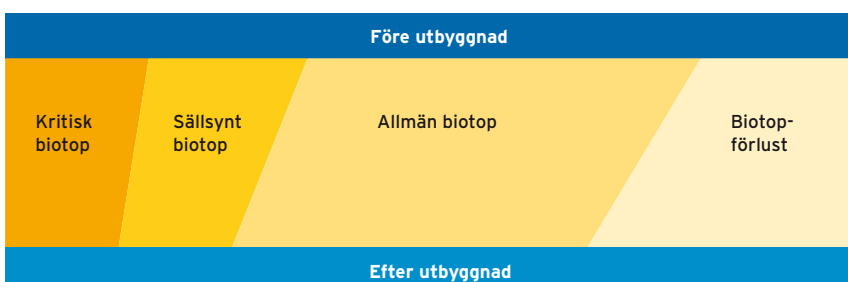 Före utbyggnad
Kritisk
biotop
Sällsynt
biotop
Allmän biotop
Biotop-
förlust
Efter utbyggnad